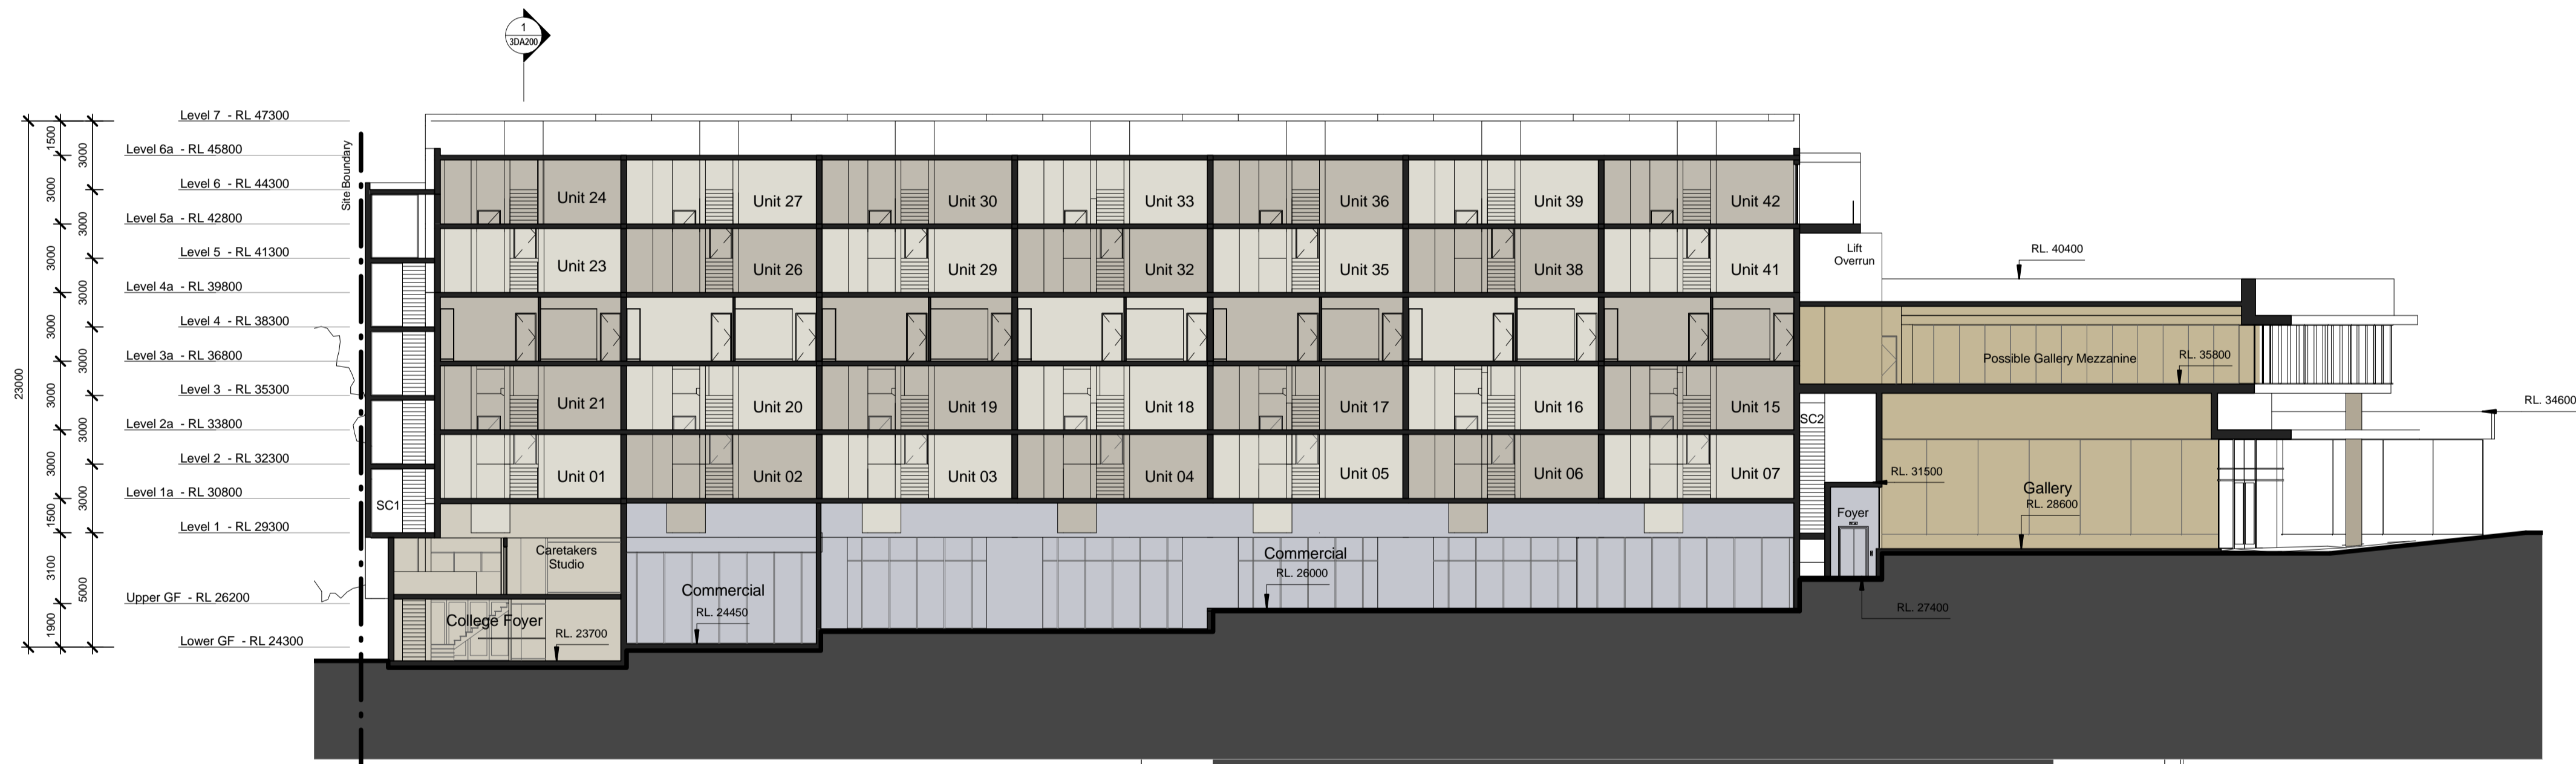 1
3DA200
Level 7 - RL 47300
Level 6a - RL 45800
Level 6 - RL 44300
Level 5a - RL 42800
Level 5 - RL 41300
Level 4a - RL 39800
Level 4 - RL 38300
Level 3a - RL 36800
Level 3 - RL 35300
Level 2a - RL 33800
Level 2 - RL 32300
Level 1a - RL 30800
Level 1 - RL 29300
Upper GF - RL 26200
Lower GF - RL 24300
23000
1500
3000
3000
3000
3000
3000
1500
3100
1900
3000
3000
3000
3000
3000
3000
5000
Site Boundary
Unit 24
Unit 27
Unit 30
Unit 33
Unit 36
Unit 39
Unit 42
Unit 23
Unit 26
Unit 29
Unit 32
Unit 35
Unit 38
Unit 41
Unit 21
Unit 20
Unit 19
Unit 18
Unit 17
Unit 16
Unit 15
Unit 01
Unit 02
Unit 03
Unit 04
Unit 05
Unit 06
Unit 07
SC1
Caretakers
Studio
College Foyer
RL. 23700
Commercial
RL. 24450
Commercial
RL. 26000
Lift
Overrun
RL. 40400
Possible Gallery Mezzanine
RL. 35800
RL. 34600
SC2
RL. 31500
Gallery
RL. 28600
Foyer
RL. 27400